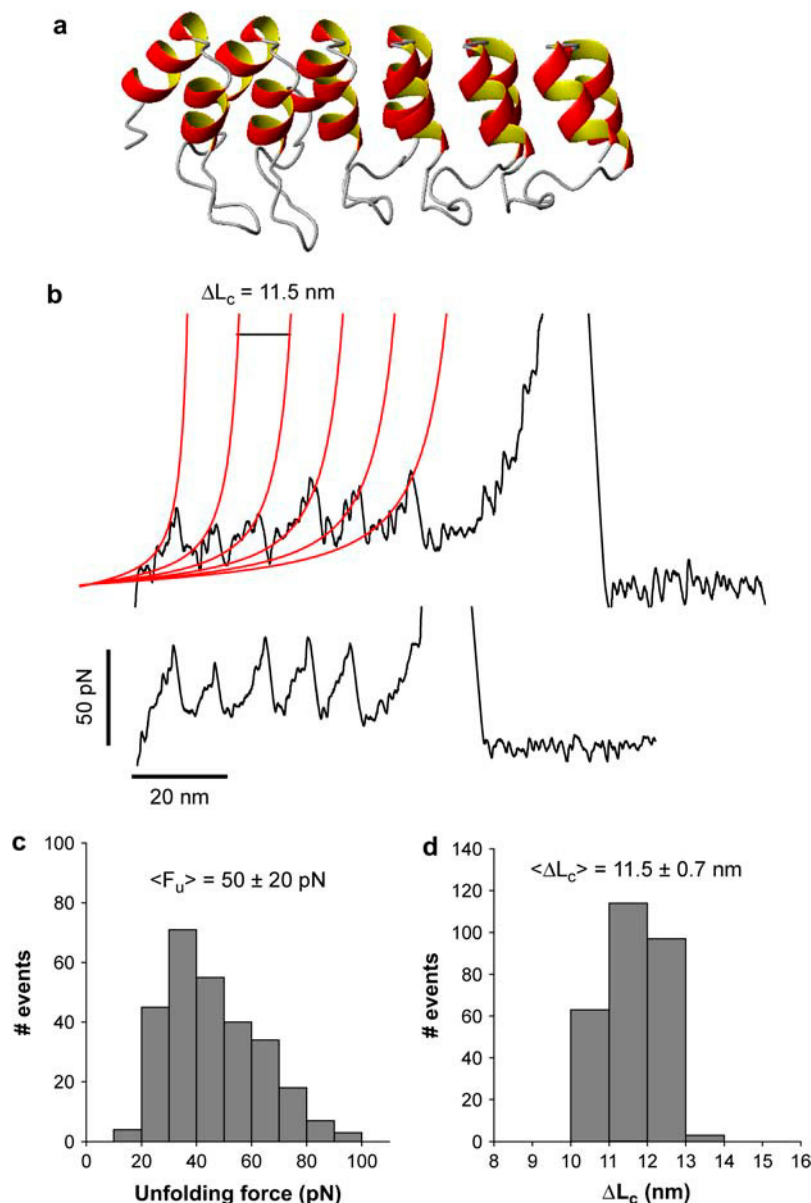 a
b
ΔLc = 11.5 nm
50 pN
20 nm
c
100
80
60
40
20
0
# events
<Fu> = 50 ± 20 pN
0 20 40 60 80 100
Unfolding force (pN)
d
140
120
100
80
60
40
20
0
# events
<ΔLc> = 11.5 ± 0.7 nm
8 9 10 11 12 13 14 15 16
ΔLc (nm)